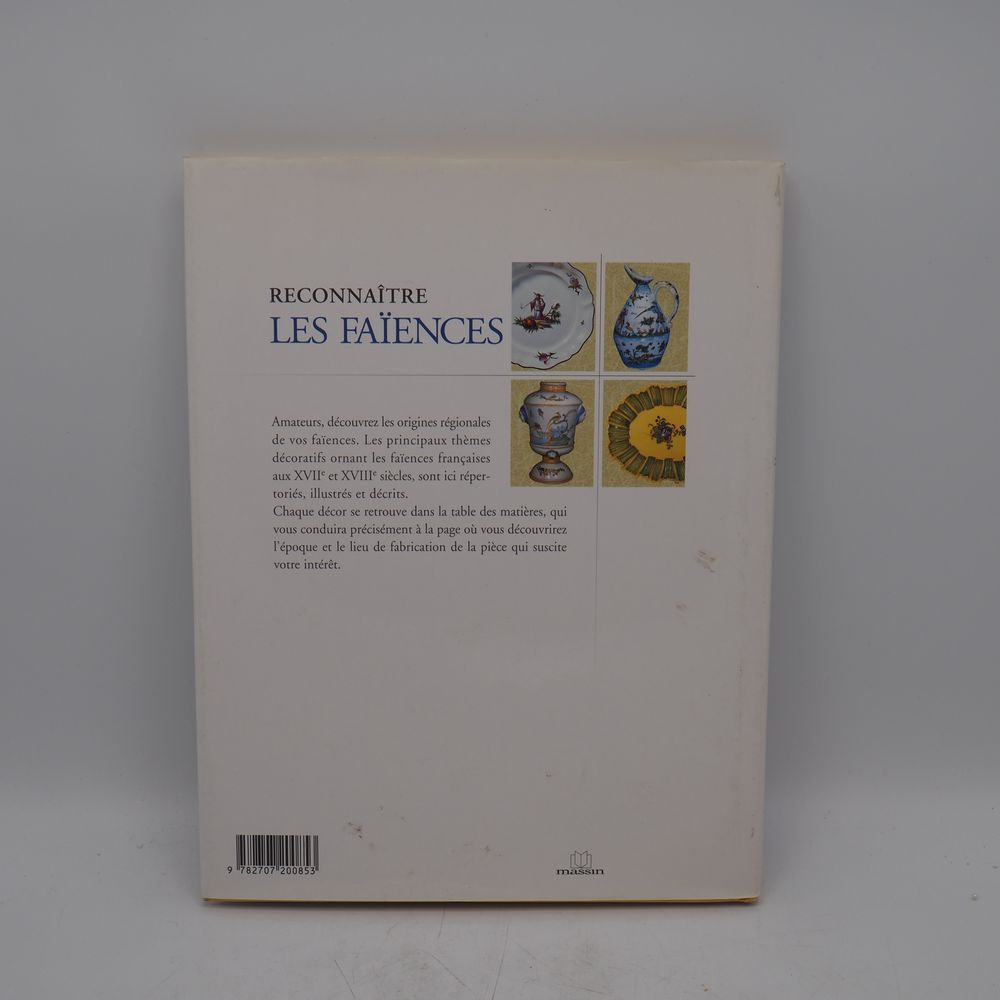 RECONNAÎTRE
LES FAÏENCES
Amateurs, découvrez les origines régionales
de vos faïences. Les principaux thèmes
décoratifs ornant les faïences françaises
aux XVIIe et XVIIIe siècles, sont ici réper-
toriés, illustrés et décrits.
Chaque décor se retrouve dans la table des matières, qui
vous conduira précisément à la page où vous découvrirez
l'époque et le lieu de fabrication de la pièce qui suscite
votre intérêt.
9 782707 200853
massin